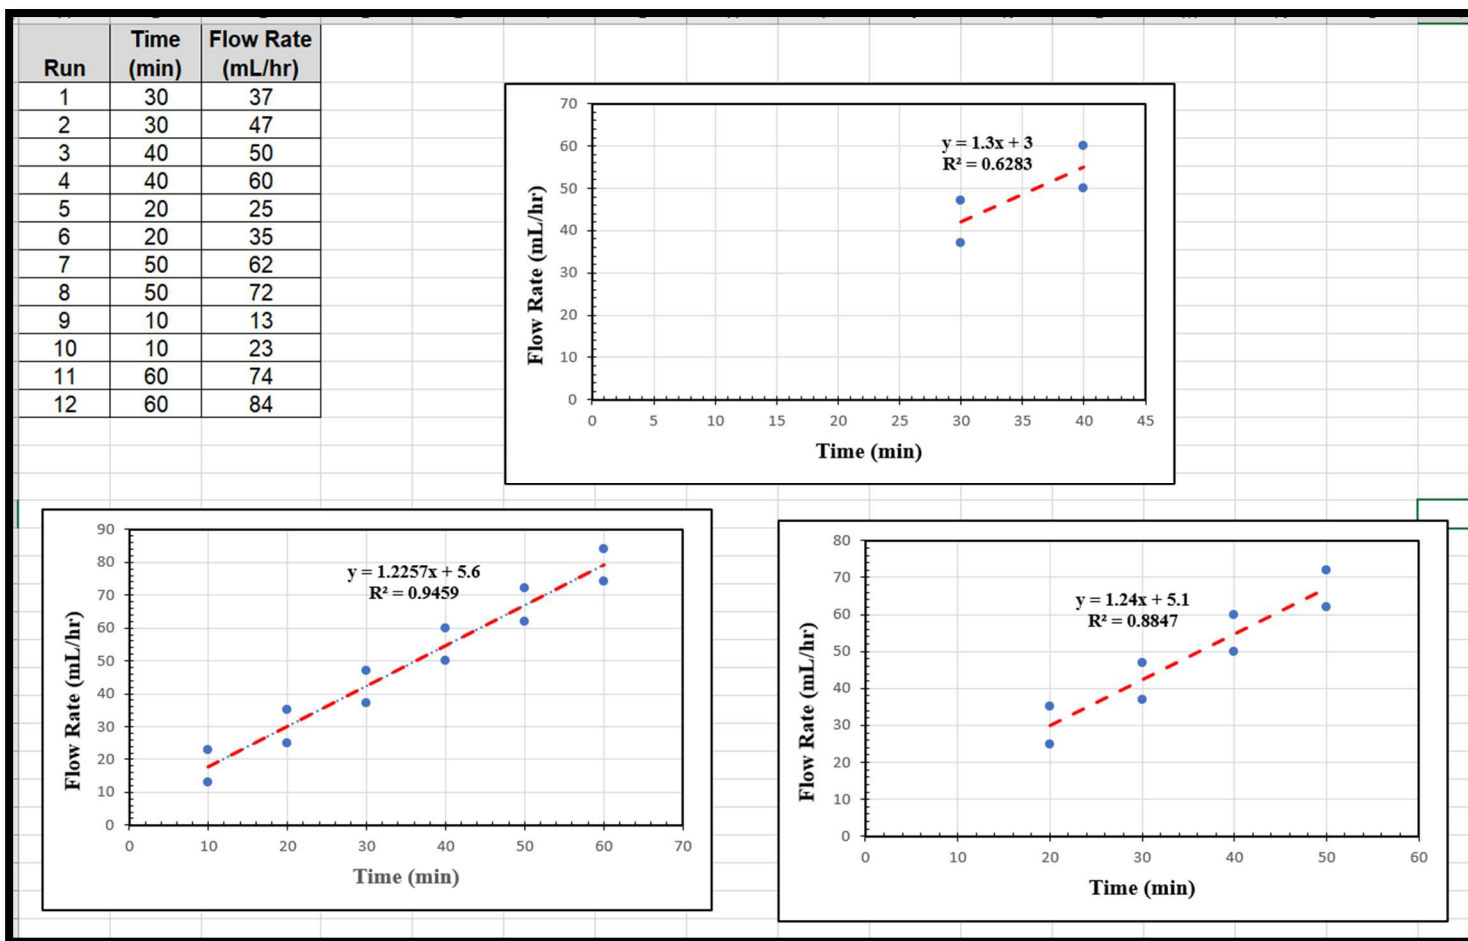 Run Time (min) Flow Rate (mL/hr)
1 30 37
2 30 47
3 40 50
4 40 60
5 20 25
6 20 35
7 50 62
8 50 72
9 10 13
10 10 23
11 60 74
12 60 84
70
60
50
40
30
20
10
0
Flow Rate (mL/hr)
y = 1.3x + 3
R² = 0.6283
0 5 10 15 20 25 30 35 40 45
Time (min)
90
80
70
60
50
40
30
20
10
0
Flow Rate (mL/hr)
y = 1.2257x + 5.6
R² = 0.9459
0 10 20 30 40 50 60 70
Time (min)
80
70
60
50
40
30
20
10
0
Flow Rate (mL/hr)
y = 1.24x + 5.1
R² = 0.8847
0 10 20 30 40 50 60
Time (min)